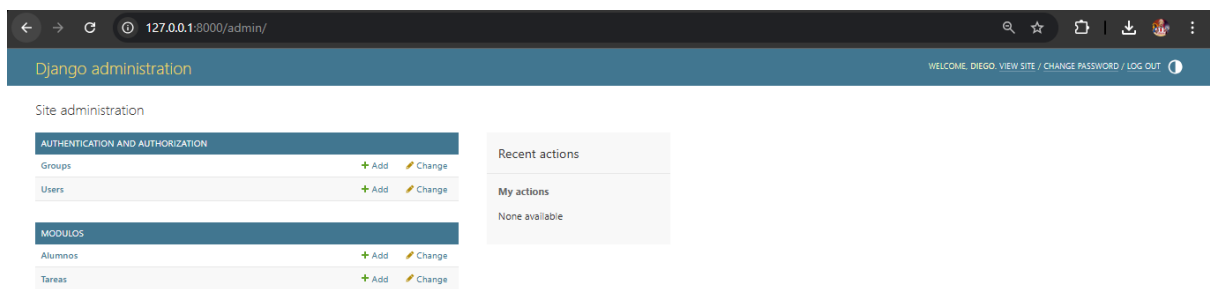 127.0.0.1:8000/admin/
Django administration
WELCOME, DIEGO. VIEW SITE / CHANGE PASSWORD / LOG OUT
Site administration
AUTHENTICATION AND AUTHORIZATION
Groups + Add Change
Users + Add Change
MODULOS
Alumnos + Add Change
Tareas + Add Change
Recent actions
My actions
None available